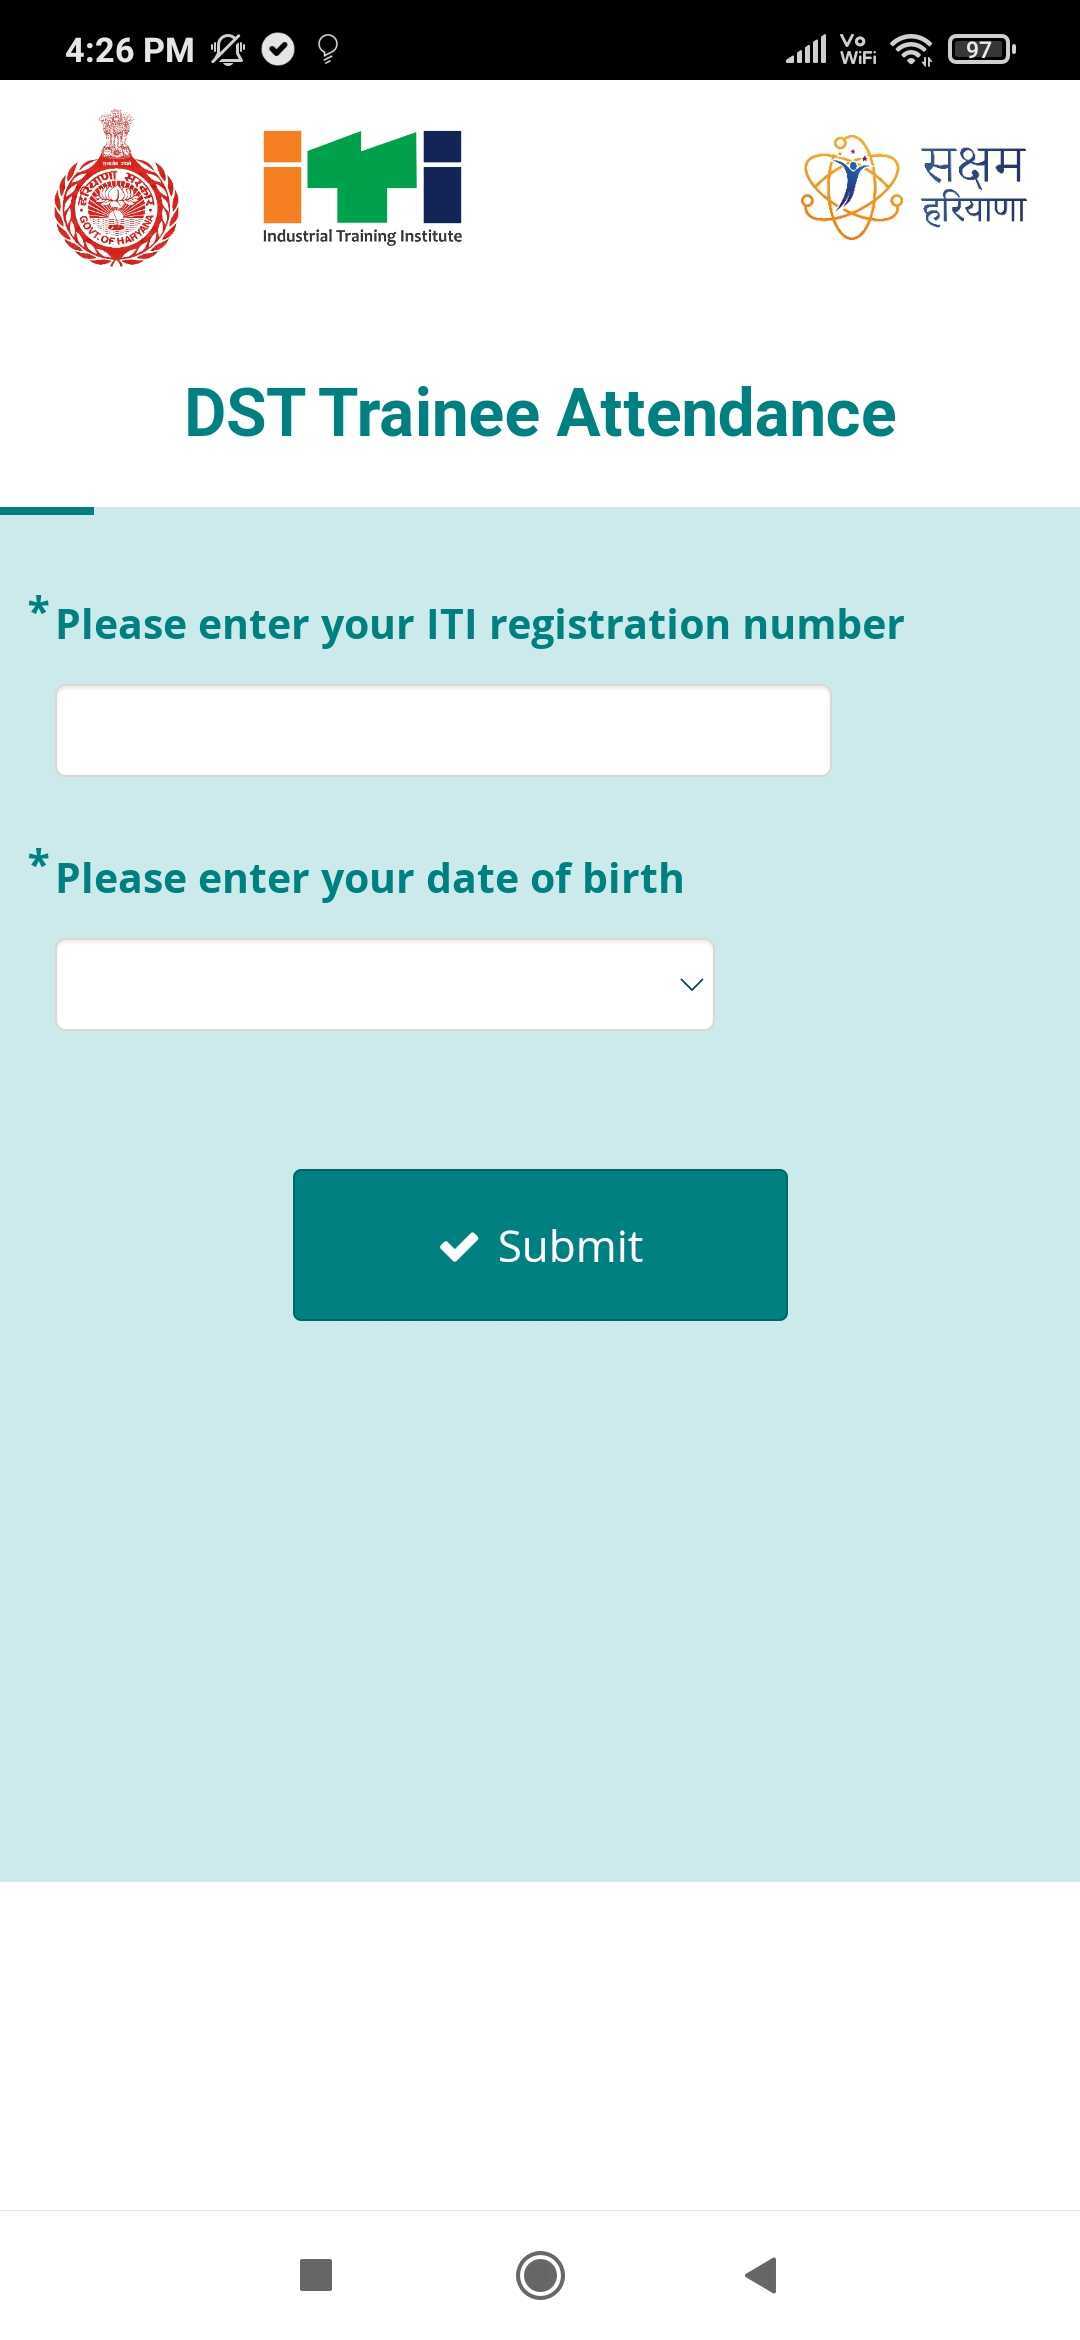 4:26 PM
Vo
WiFi
97
हरियाणा सरकार
GOVT. OF HARYANA
Industrial Training Institute
सक्षम
हरियाणा
DST Trainee Attendance
* Please enter your ITI registration number
* Please enter your date of birth
Submit